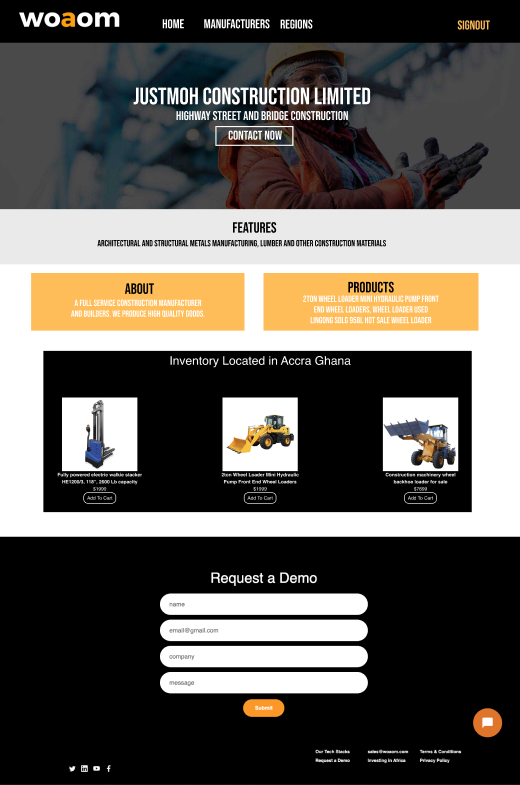 woaom
HOME MANUFACTURERS REGIONS
SIGNOUT
JUSTMOH CONSTRUCTION LIMITED
HIGHWAY STREET AND BRIDGE CONSTRUCTION
CONTACT NOW
FEATURES
ARCHITECTURAL AND STRUCTURAL METALS MANUFACTURING, LUMBER AND OTHER CONSTRUCTION MATERIALS
ABOUT
A FULL SERVICE CONSTRUCTION MANUFACTURER
AND BUILDERS. WE PRODUCE HIGH QUALITY GOODS.
PRODUCTS
2TON WHEEL LOADER MINI HYDRAULIC PUMP FRONT
END WHEEL LOADERS, WHEEL LOADER USED
LINGONG SDLG 956L HOT SALE WHEEL LOADER
Inventory Located in Accra Ghana
Fully powered electric walkie stacker
HE1200/3, 118", 2600 Lb capacity
$1999
Add To Cart
2ton Wheel Loader Mini Hydraulic
Pump Front End Wheel Loaders
$1999
Add To Cart
Construction machinery wheel
backhoe loader for sale
$7699
Add To Cart
Request a Demo
name
email@gmail.com
company
message
Submit
Our Tech Stacks
Request a Demo
sales@woaom.com
Investing in Africa
Terms & Conditions
Privacy Policy